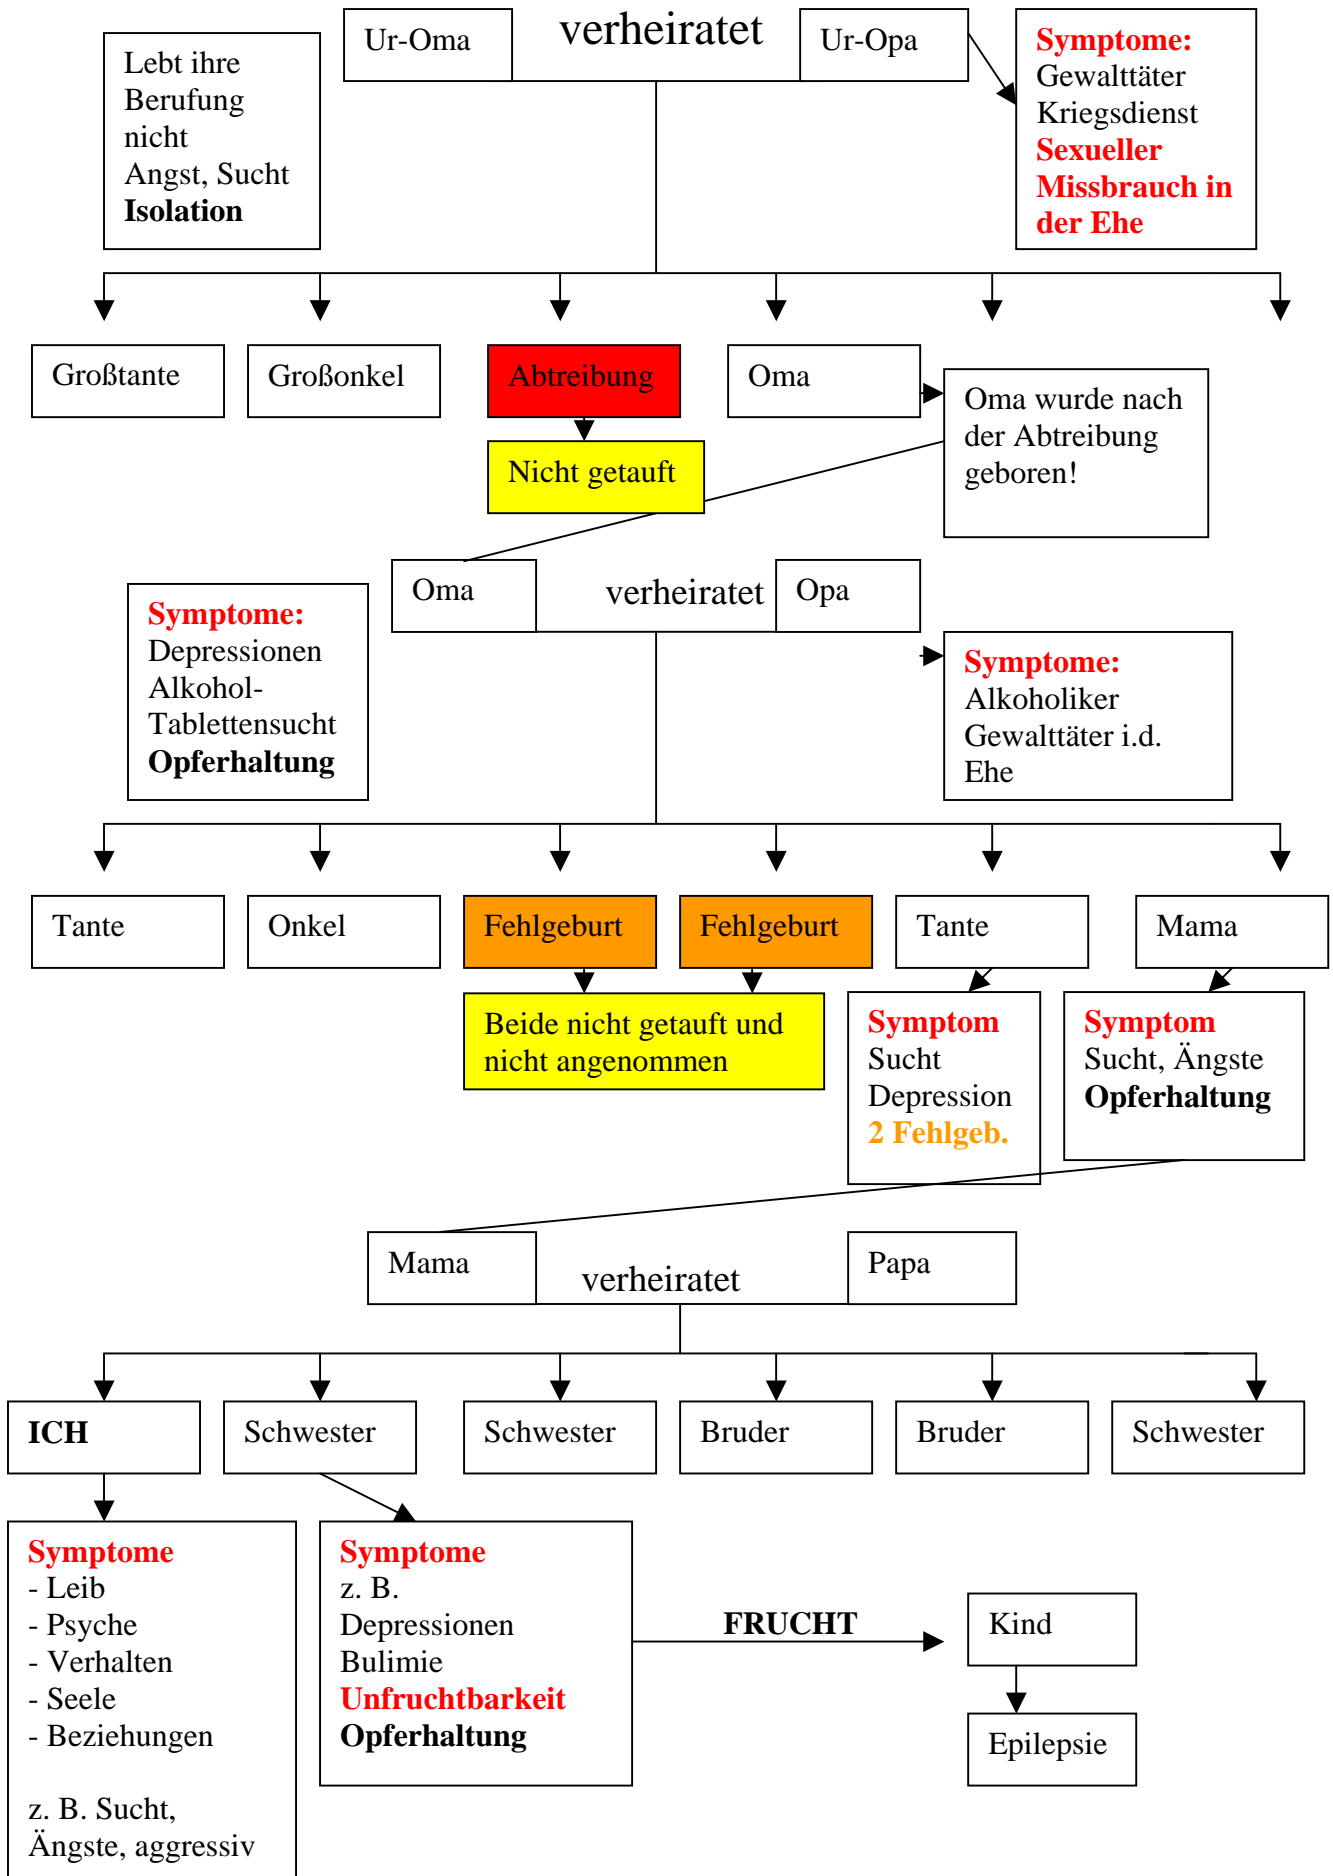 Ur-Oma
verheiratet
Ur-Opa
Lebt ihre
Berufung
nicht
Angst, Sucht
Isolation
Symptome:
Gewalttäter
Kriegsdienst
Sexueller
Missbrauch in
der Ehe
Großtante
Großonkel
Abtreibung
Oma
Nicht getauft
Oma wurde nach
der Abtreibung
geboren!
Oma
verheiratet
Opa
Symptome:
Depressionen
Alkohol-
Tablettensucht
Opferhaltung
Symptome:
Alkoholiker
Gewalttäter i.d.
Ehe
Tante
Onkel
Fehlgeburt
Fehlgeburt
Tante
Mama
Beide nicht getauft und
nicht angenommen
Symptom
Sucht
Depression
2 Fehlgeb.
Symptom
Sucht, Ängste
Opferhaltung
Mama
verheiratet
Papa
ICH
Schwester
Schwester
Bruder
Bruder
Schwester
Symptome
- Leib
- Psyche
- Verhalten
- Seele
- Beziehungen
z. B. Sucht,
Ängste, aggressiv
Symptome
z. B.
Depressionen
Bulimie
Unfruchtbarkeit
Opferhaltung
FRUCHT
Kind
Epilepsie